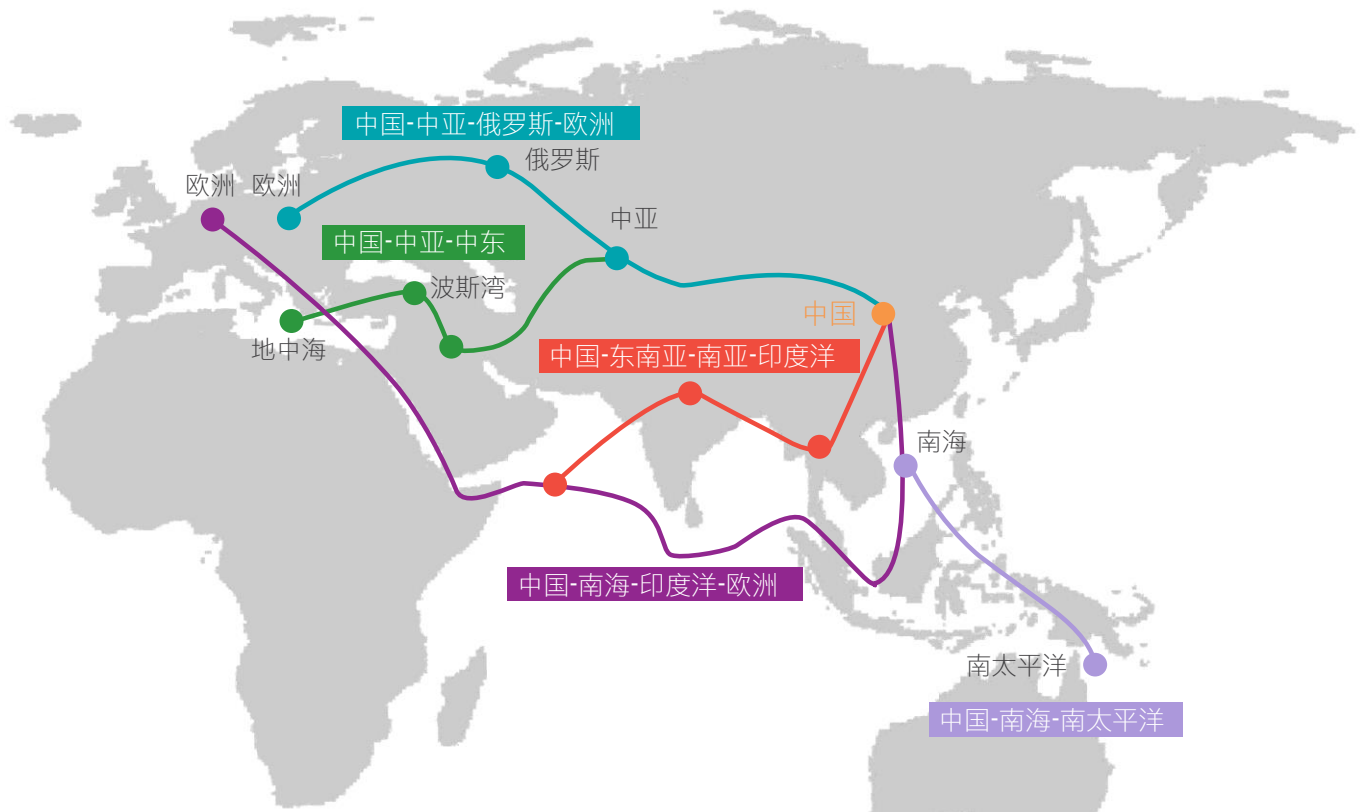 中国-中亚-俄罗斯-欧洲
俄罗斯
欧洲
欧洲
中亚
中国-中亚-中东
波斯湾
中国
地中海
中国-东南亚-南亚-印度洋
南海
中国-南海-印度洋-欧洲
南太平洋
中国-南海-南太平洋